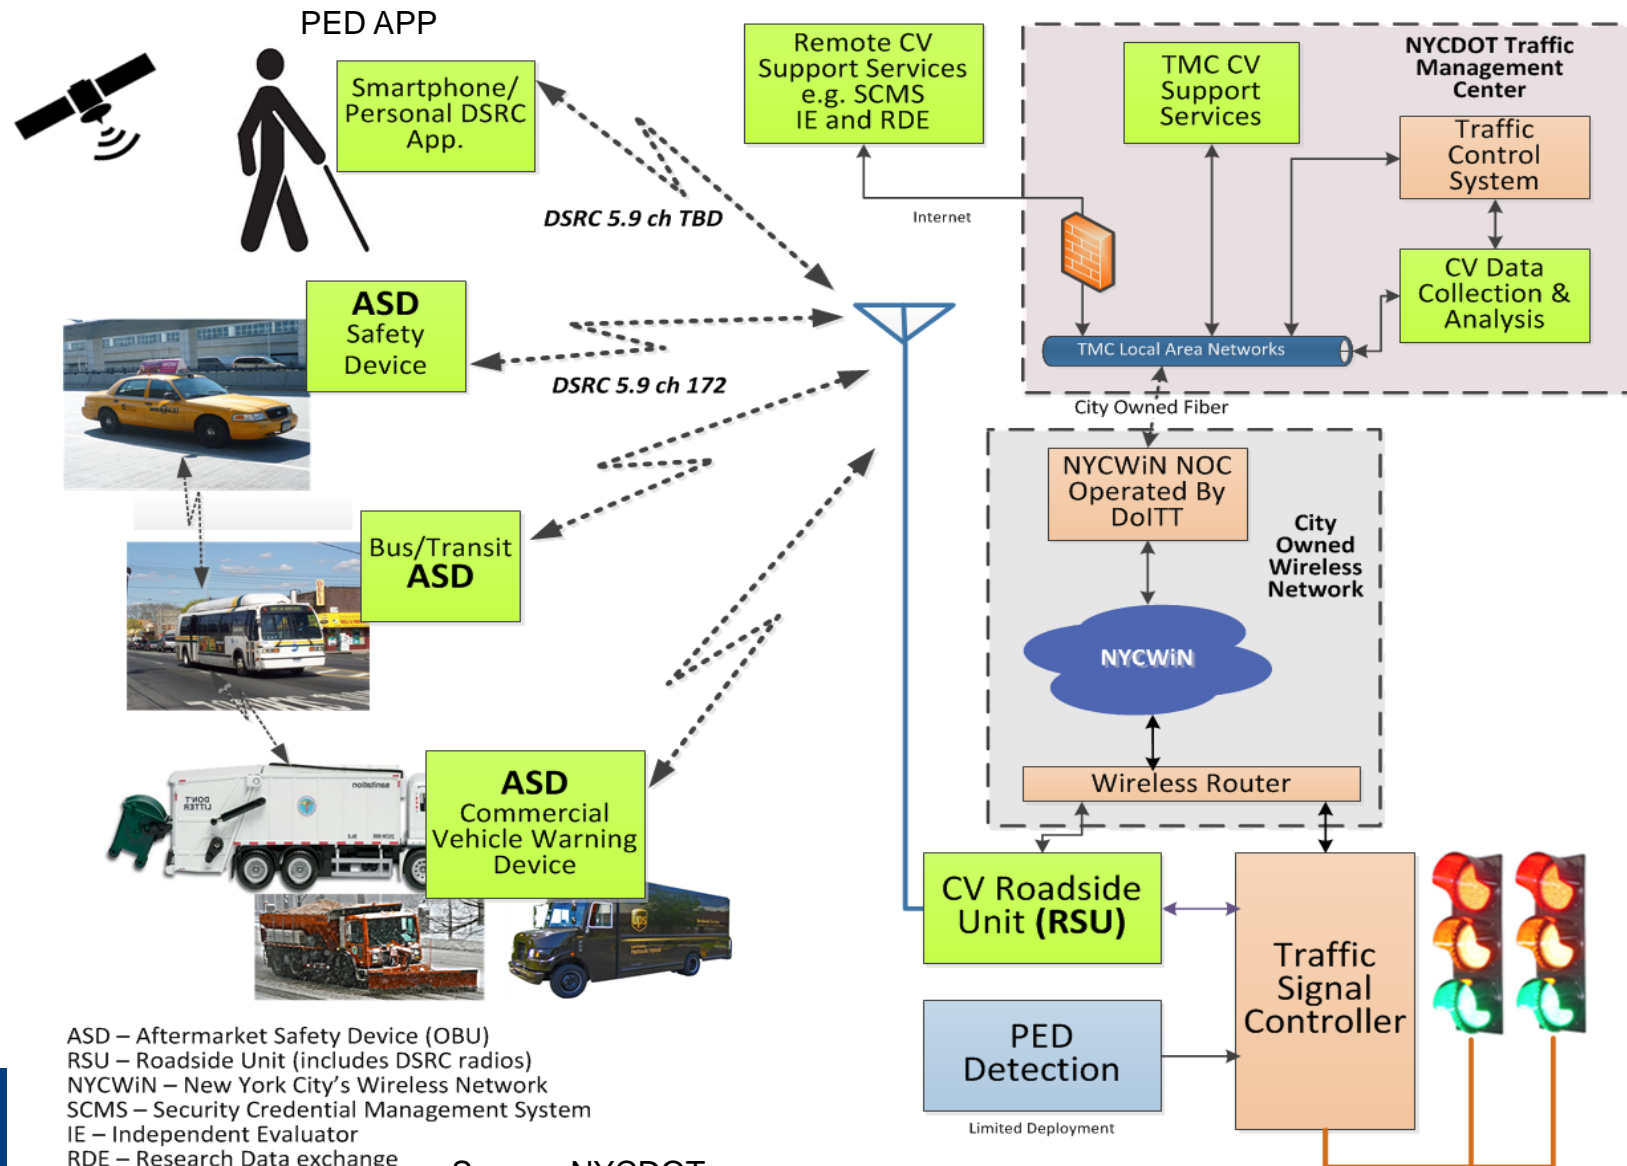 PED APP
Smartphone/
Personal DSRC
App.
Remote CV
Support Services
e.g. SCMS
IE and RDE
TMC CV
Support
Services
NYCDOT Traffic
Management
Center
Traffic
Control
System
CV Data
Collection &
Analysis
Internet
TMC Local Area Networks
City Owned Fiber
DSRC 5.9 ch TBD
ASD
Safety
Device
DSRC 5.9 ch 172
Bus/Transit
ASD
NYCWiN NOC
Operated By
DoITT
City
Owned
Wireless
Network
NYCWiN
Wireless Router
sanitation
DON'T
LITTER
ASD
Commercial
Vehicle Warning
Device
ups
CV Roadside
Unit (RSU)
Traffic
Signal
Controller
PED
Detection
Limited Deployment
ASD – Aftermarket Safety Device (OBU)
RSU – Roadside Unit (includes DSRC radios)
NYCWiN – New York City's Wireless Network
SCMS – Security Credential Management System
IE – Independent Evaluator
RDE – Research Data exchange
NYCDOT